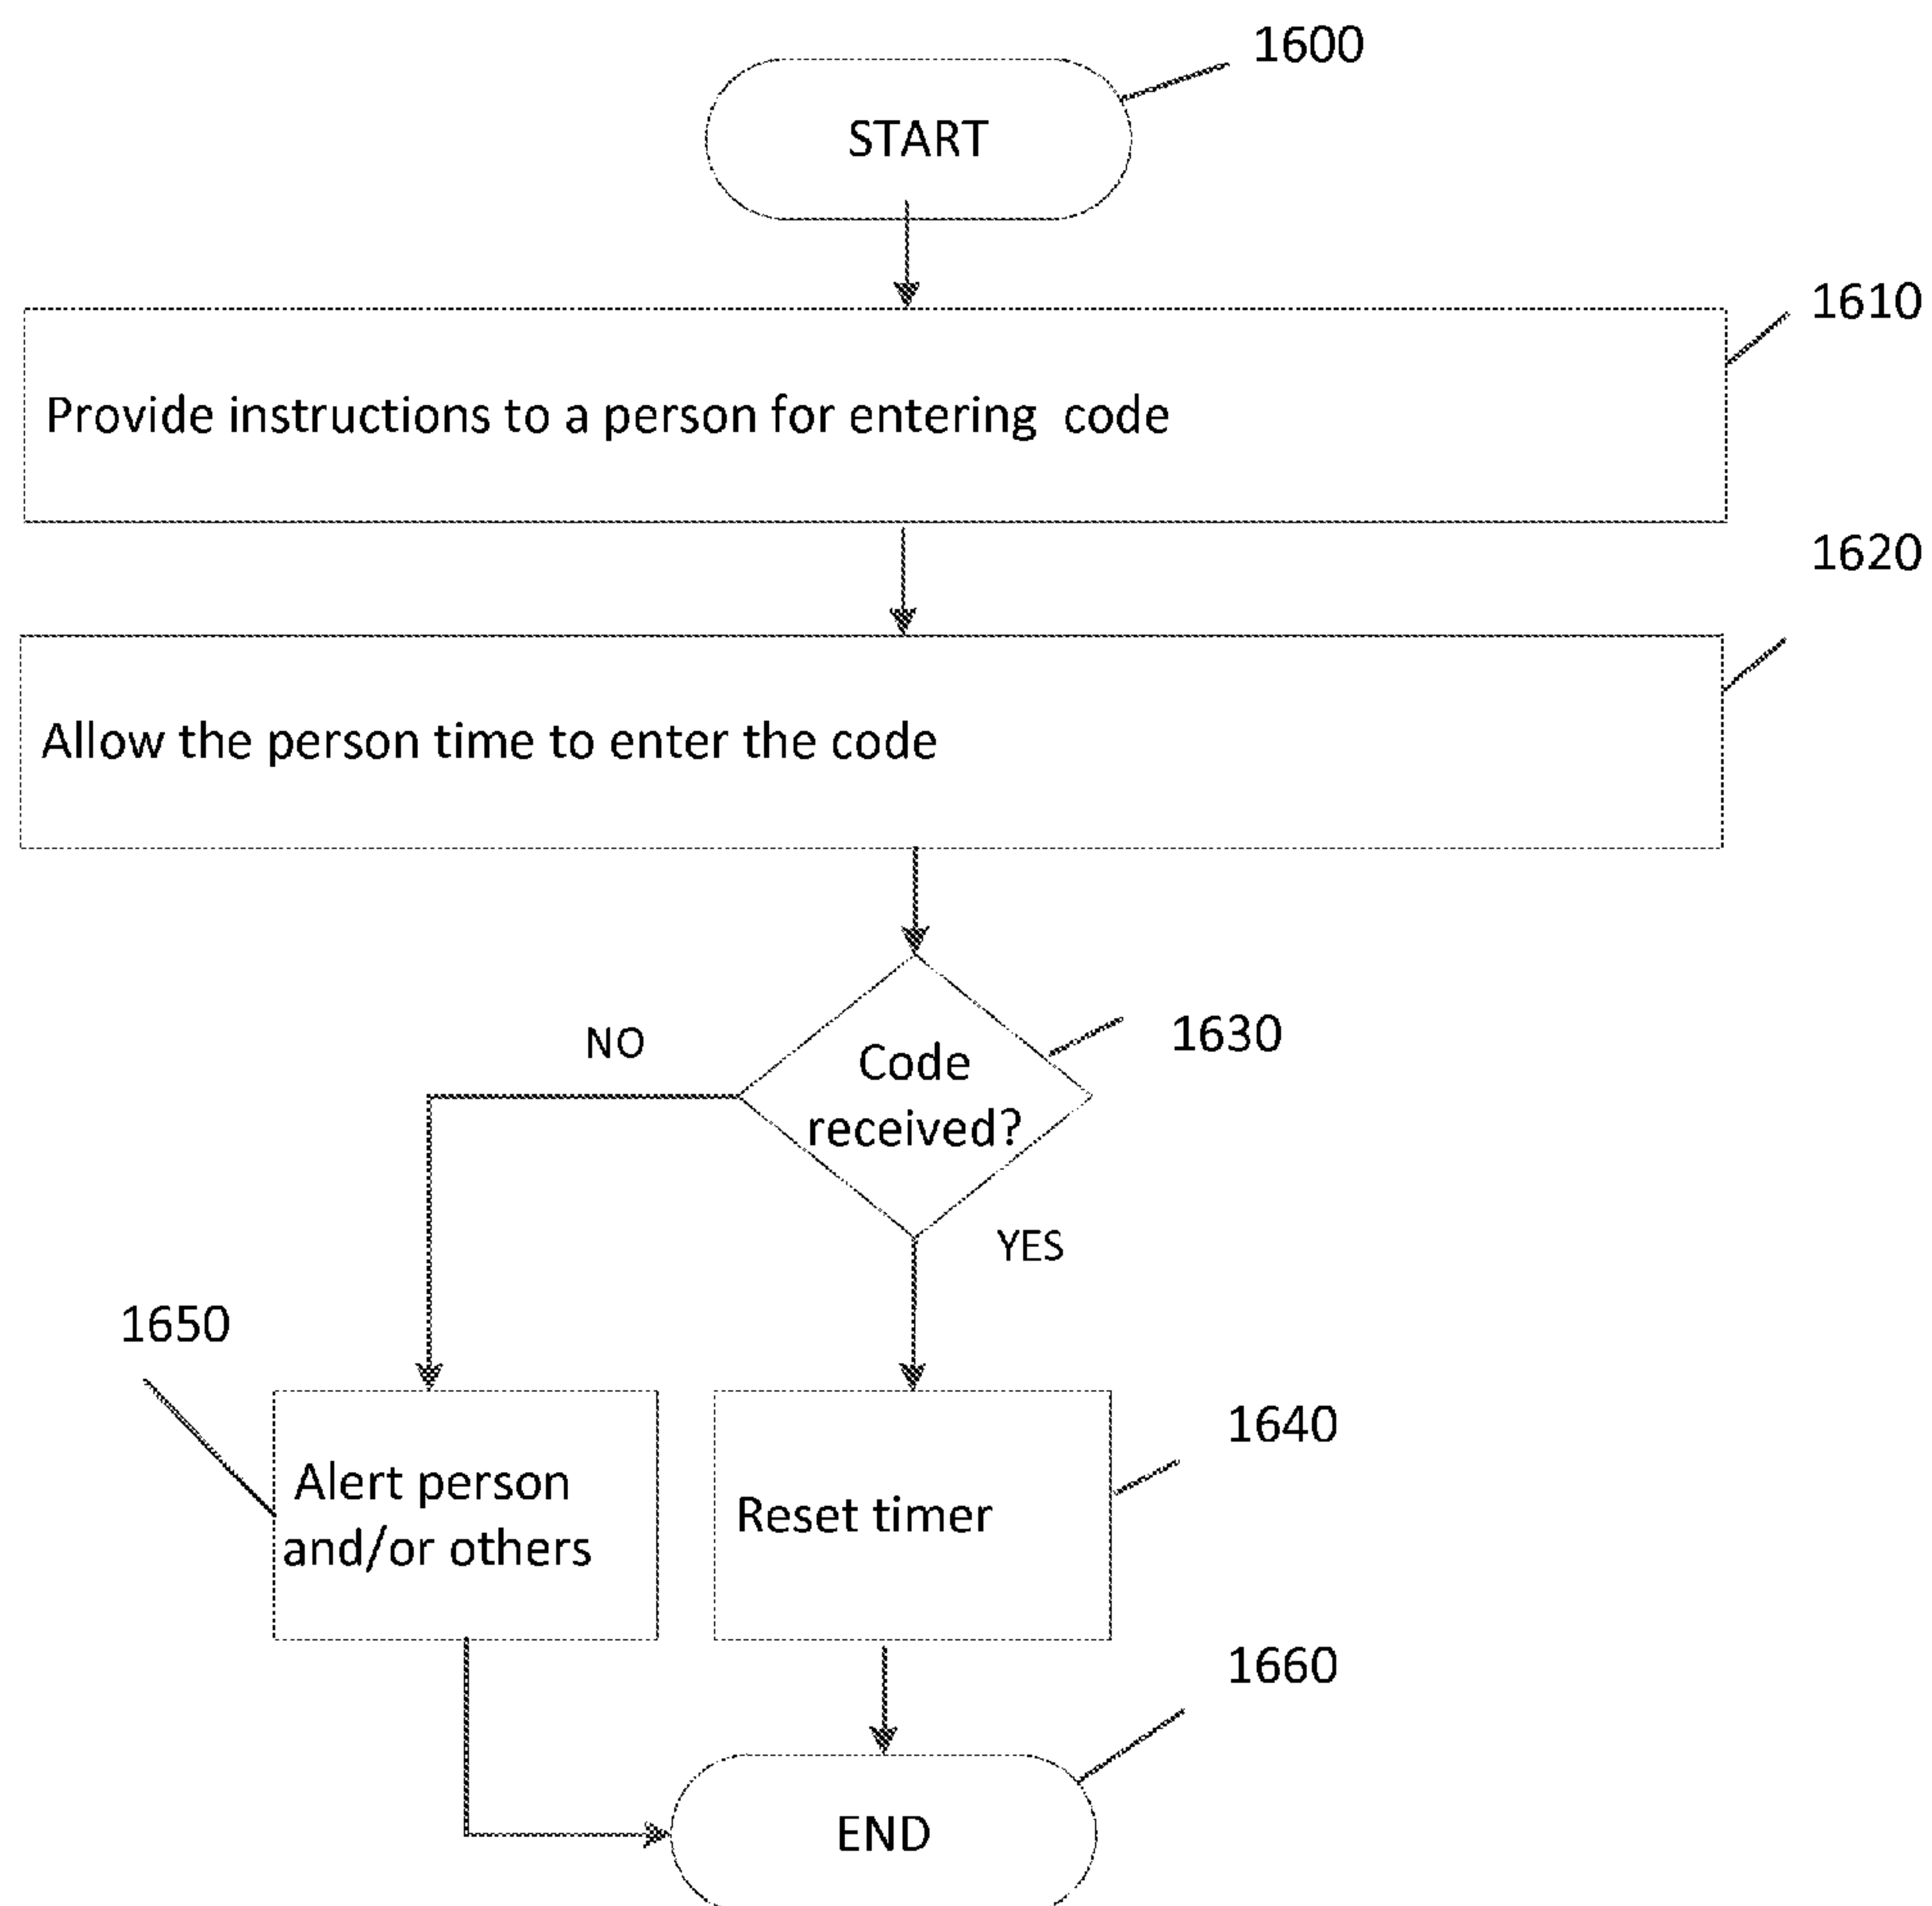 1600
START
1610
Provide instructions to a person for entering code
1620
Allow the person time to enter the code
NO
1630
Code
received?
YES
1650
1640
Alert person
and/or others
Reset timer
1660
END